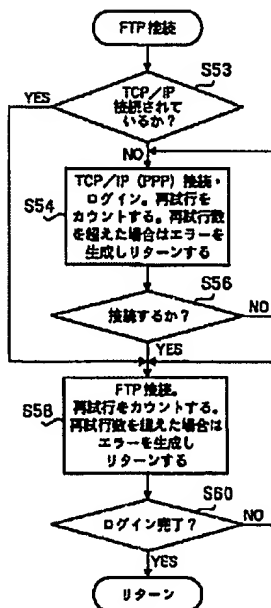 FTP接続
S53
TCP/IP
接続されて
いるか?
YES
NO
S54
TCP/IP (PPP) 接続・
ログイン。再試行を
カウントする。再試行数
を超えた場合はエラーを
生成しリターンする
S56
接続するか?
NO
YES
S58
FTP接続。
再試行をカウントする。
再試行数を超えた場合は
エラーを生成し
リターンする
S60
ログイン完了?
NO
YES
リターン